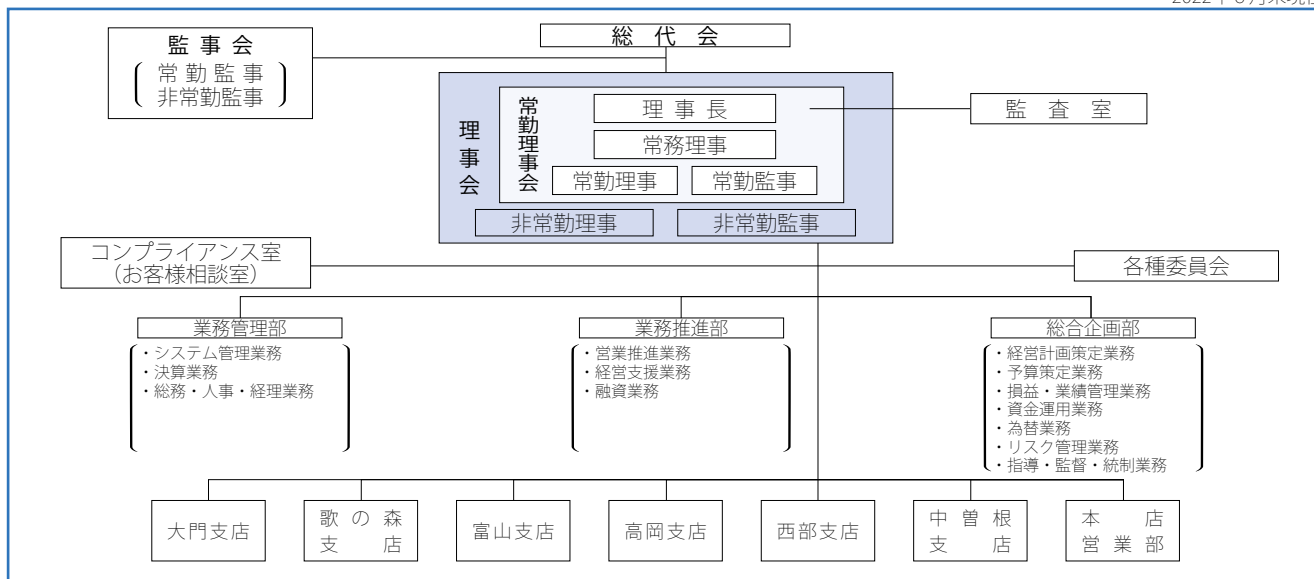 総代会
監事会
常勤監事
非常勤監事
理事会
常勤理事会
理事長
常務理事
常勤理事
常勤監事
非常勤理事
非常勤監事
監査室
コンプライアンス室
（お客様相談室）
各種委員会
業務管理部
・システム管理業務
・決算業務
・総務・人事・経理業務
業務推進部
・営業推進業務
・経営支援業務
・融資業務
総合企画部
・経営計画策定業務
・予算策定業務
・損益・業績管理業務
・資金運用業務
・為替業務
・リスク管理業務
・指導・監督・統制業務
大門支店
歌の森
支店
富山支店
高岡支店
西部支店
中曽根
支店
本店
営業部